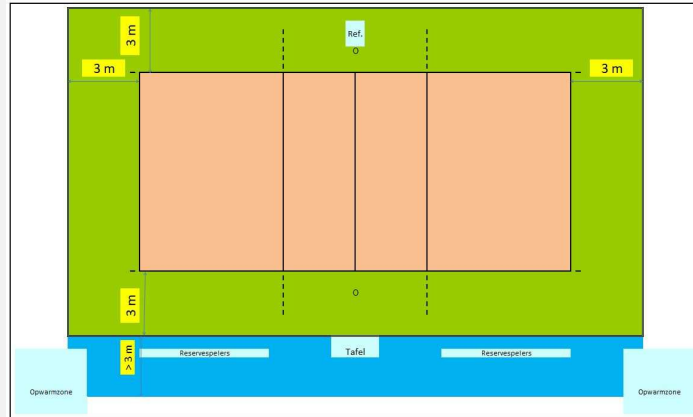 Ref.
3 m
3 m
3 m
O
O
3 m
Reservespelers
Tafel
Reservespelers
> 3 m
Opwarmzone
Opwarmzone